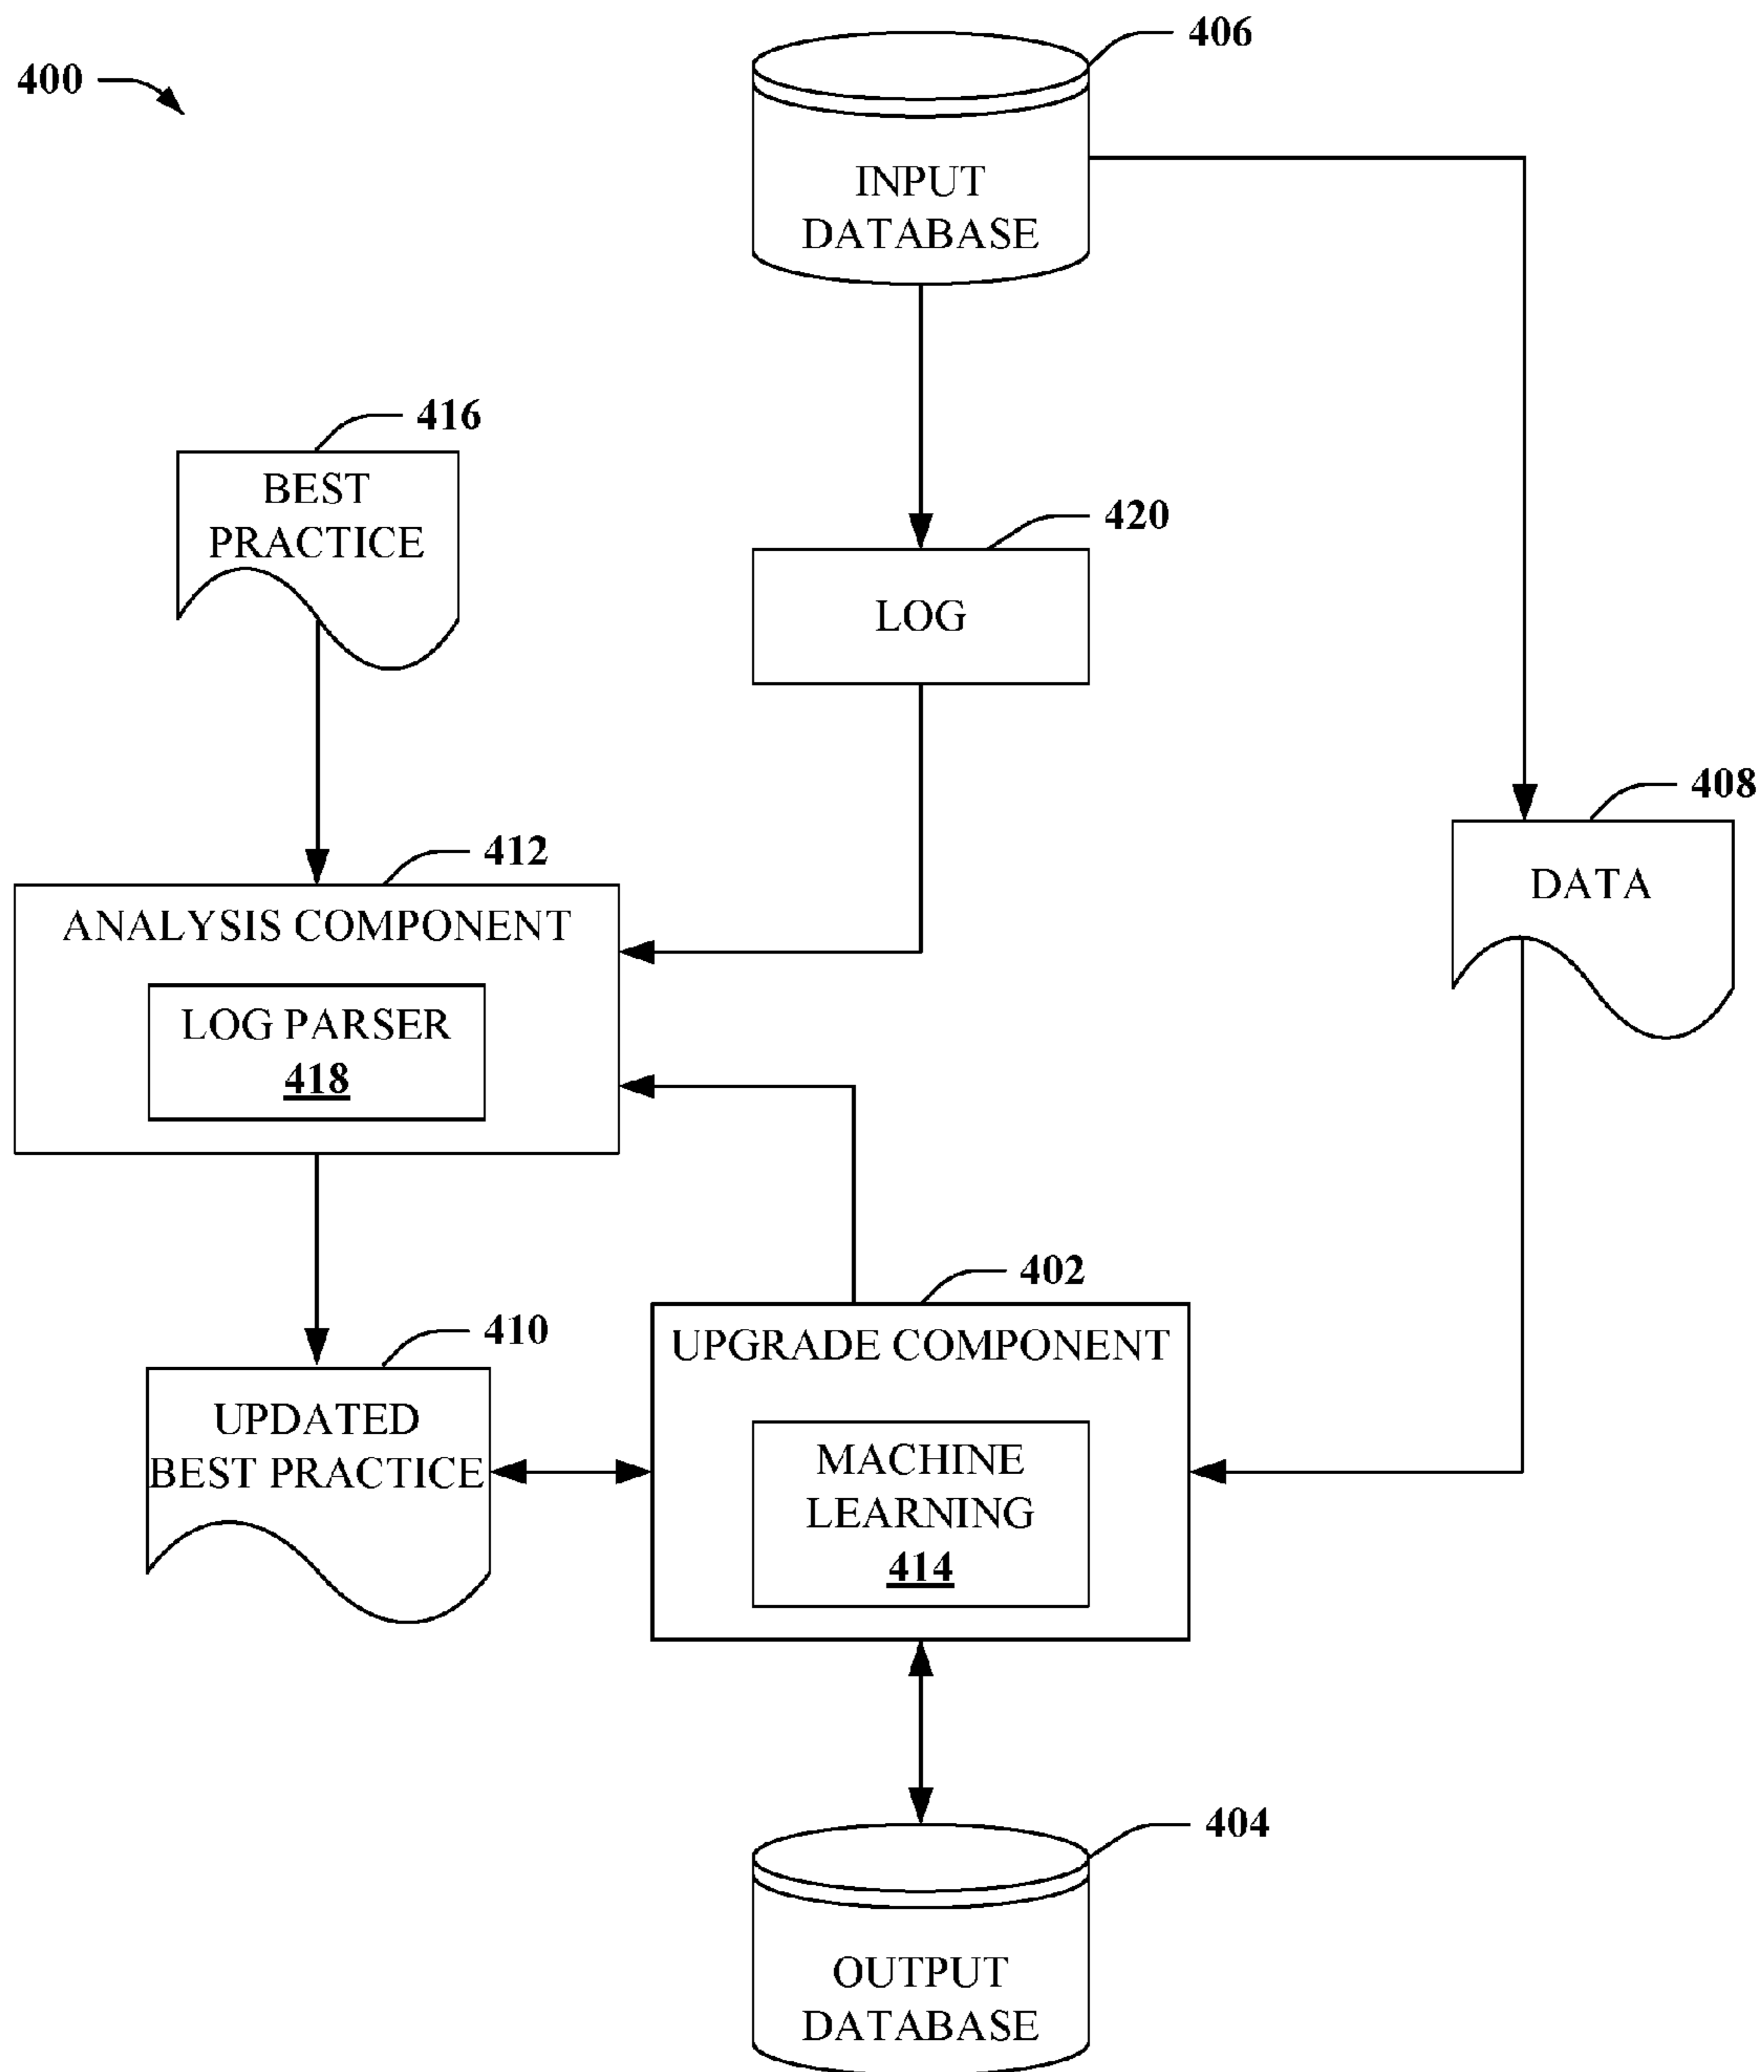 406
400
INPUT
DATABASE
416
BEST
PRACTICE
420
LOG
408
DATA
412
ANALYSIS COMPONENT
LOG PARSER
418
402
UPGRADE COMPONENT
MACHINE
LEARNING
414
410
UPDATED
BEST PRACTICE
404
OUTPUT
DATABASE